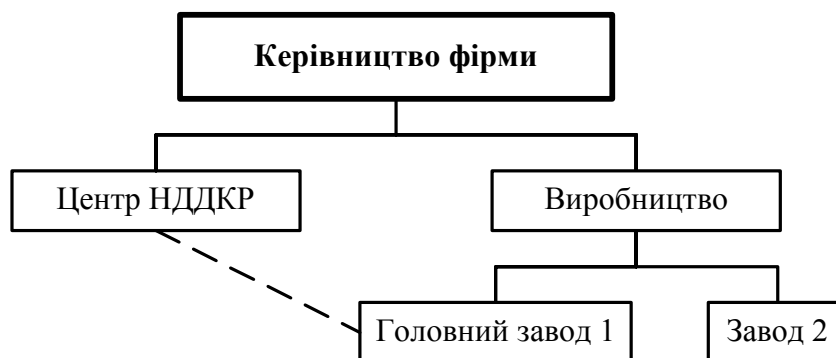 Керівництво фірми
Центр НДДКР
Виробництво
Головний завод 1
Завод 2